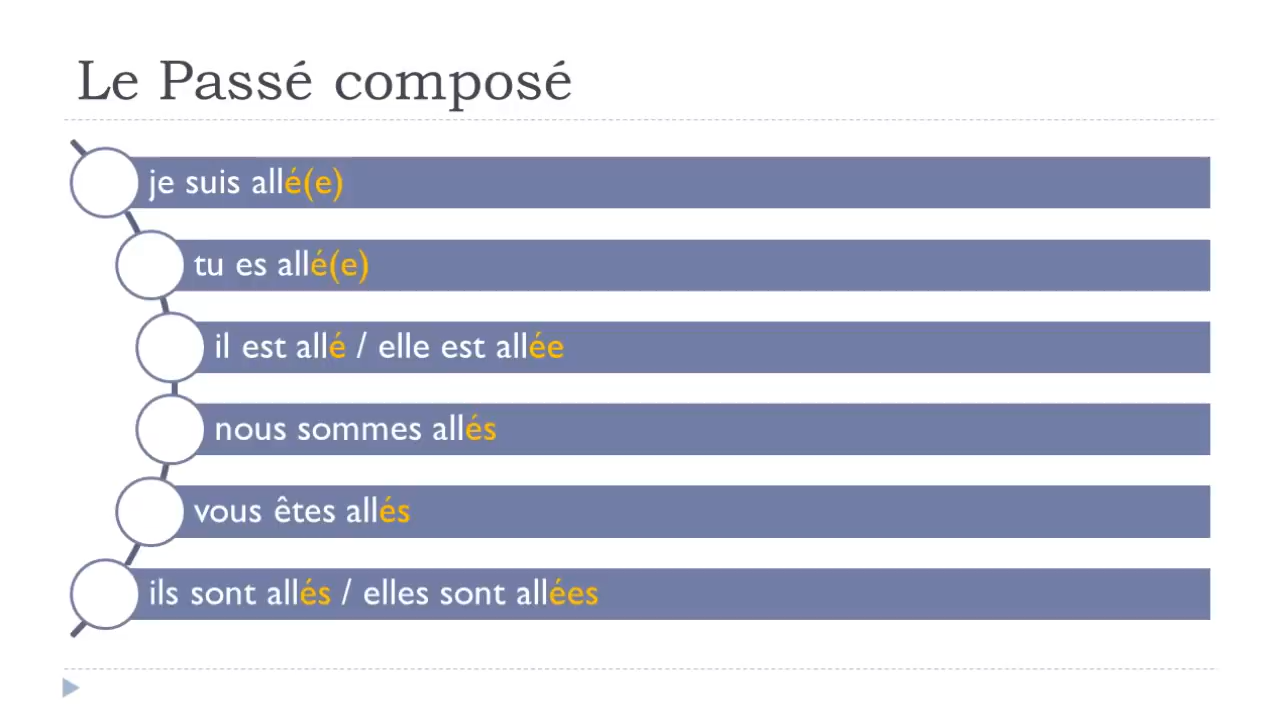 Le Passé composé
je suis allé(e)
tu es allé(e)
il est allé / elle est allée
nous sommes allés
vous êtes allés
ils sont allés / elles sont allées